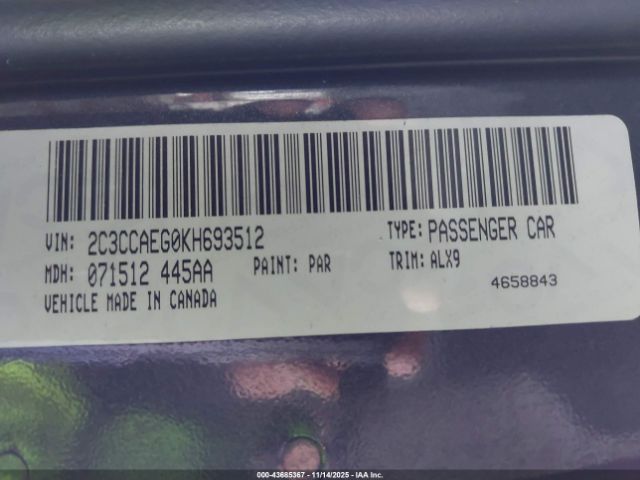 VIN: 2C3CCAEG0KH693512 TYPE: PASSENGER CAR
MDH: 071512 445AA PAINT: PAR TRIM: ALX9
VEHICLE MADE IN CANADA 4658843
000-43685367 - 11/14/2025 - IAA Inc.